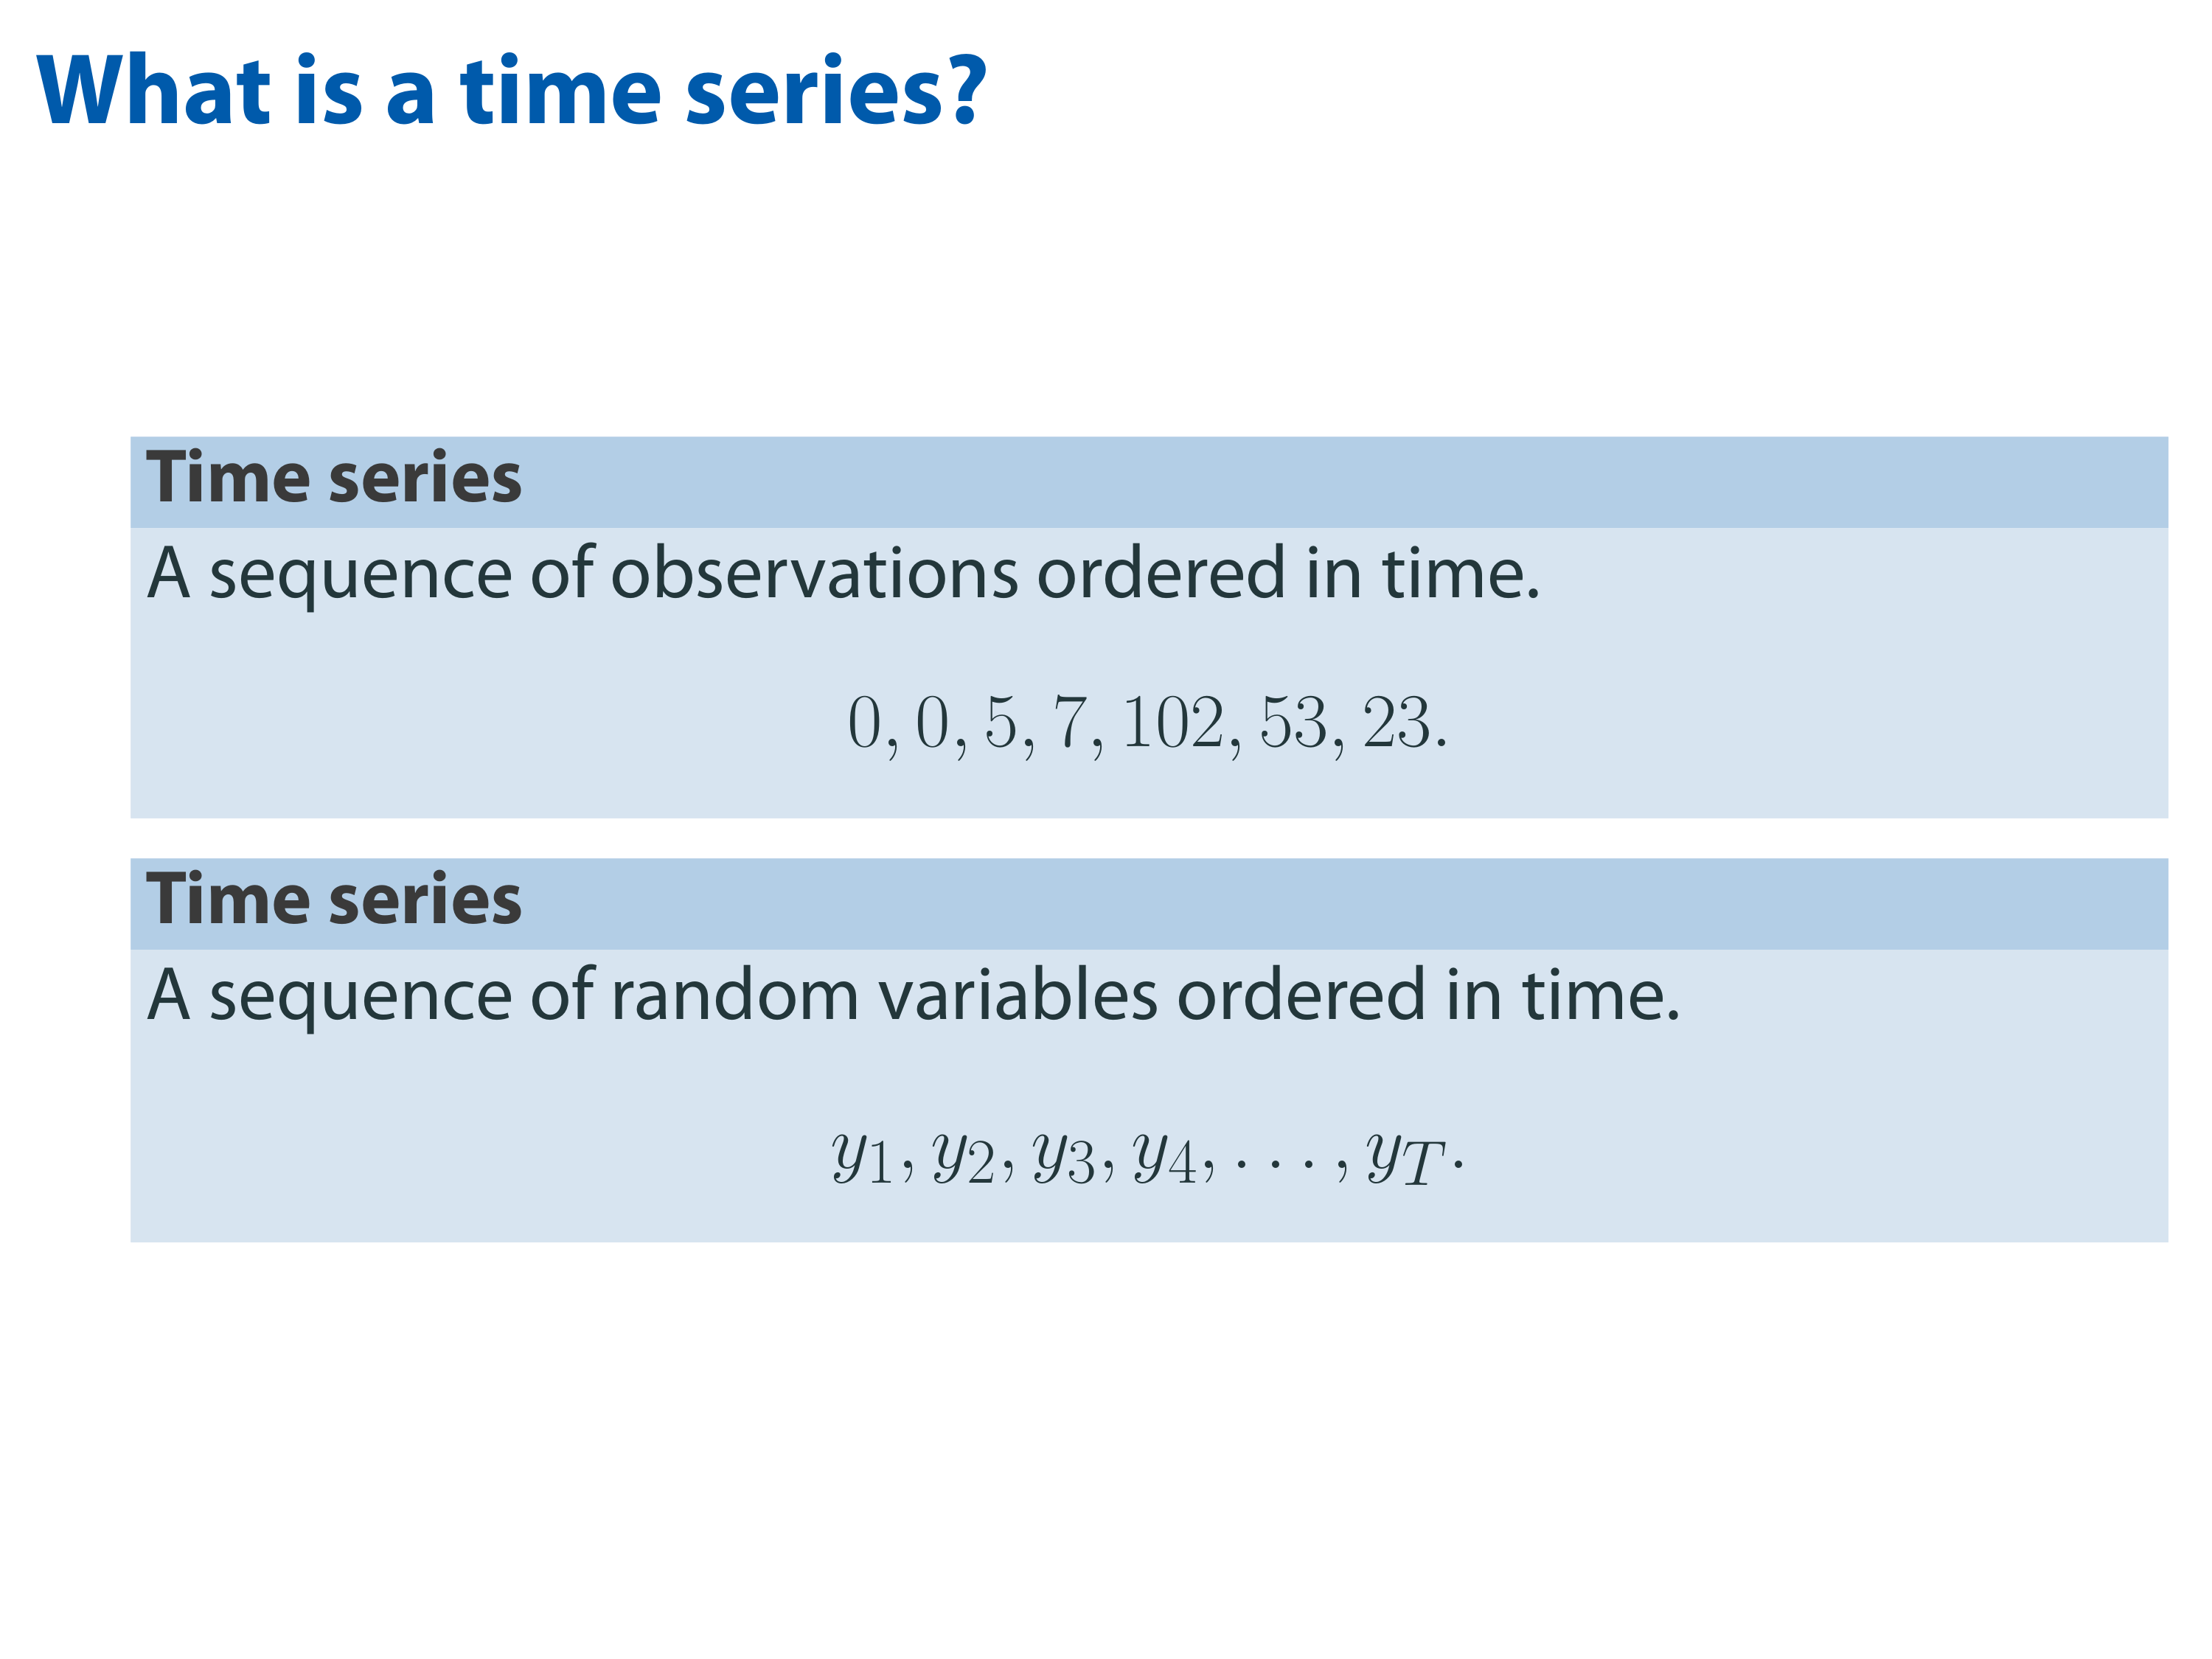 What is a time series?
Time series
A sequence of observations ordered in time.
0, 0, 5, 7, 102, 53, 23.
Time series
A sequence of random variables ordered in time.
y₁, y₂, y₃, y₄, . . . , y_T.